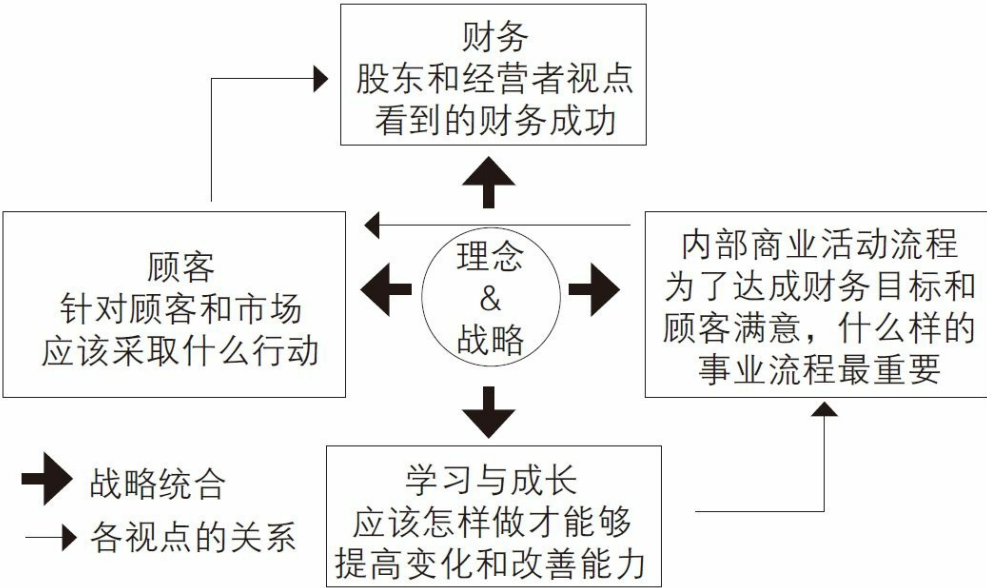 财务
股东和经营者视点
看到的财务成功
顾客
针对顾客和市场
应该采取什么行动
理念
&
战略
内部商业活动流程
为了达成财务目标和
顾客满意，什么样的
事业流程最重要
学习与成长
应该怎样做才能够
提高变化和改善能力
战略统合
各视点的关系